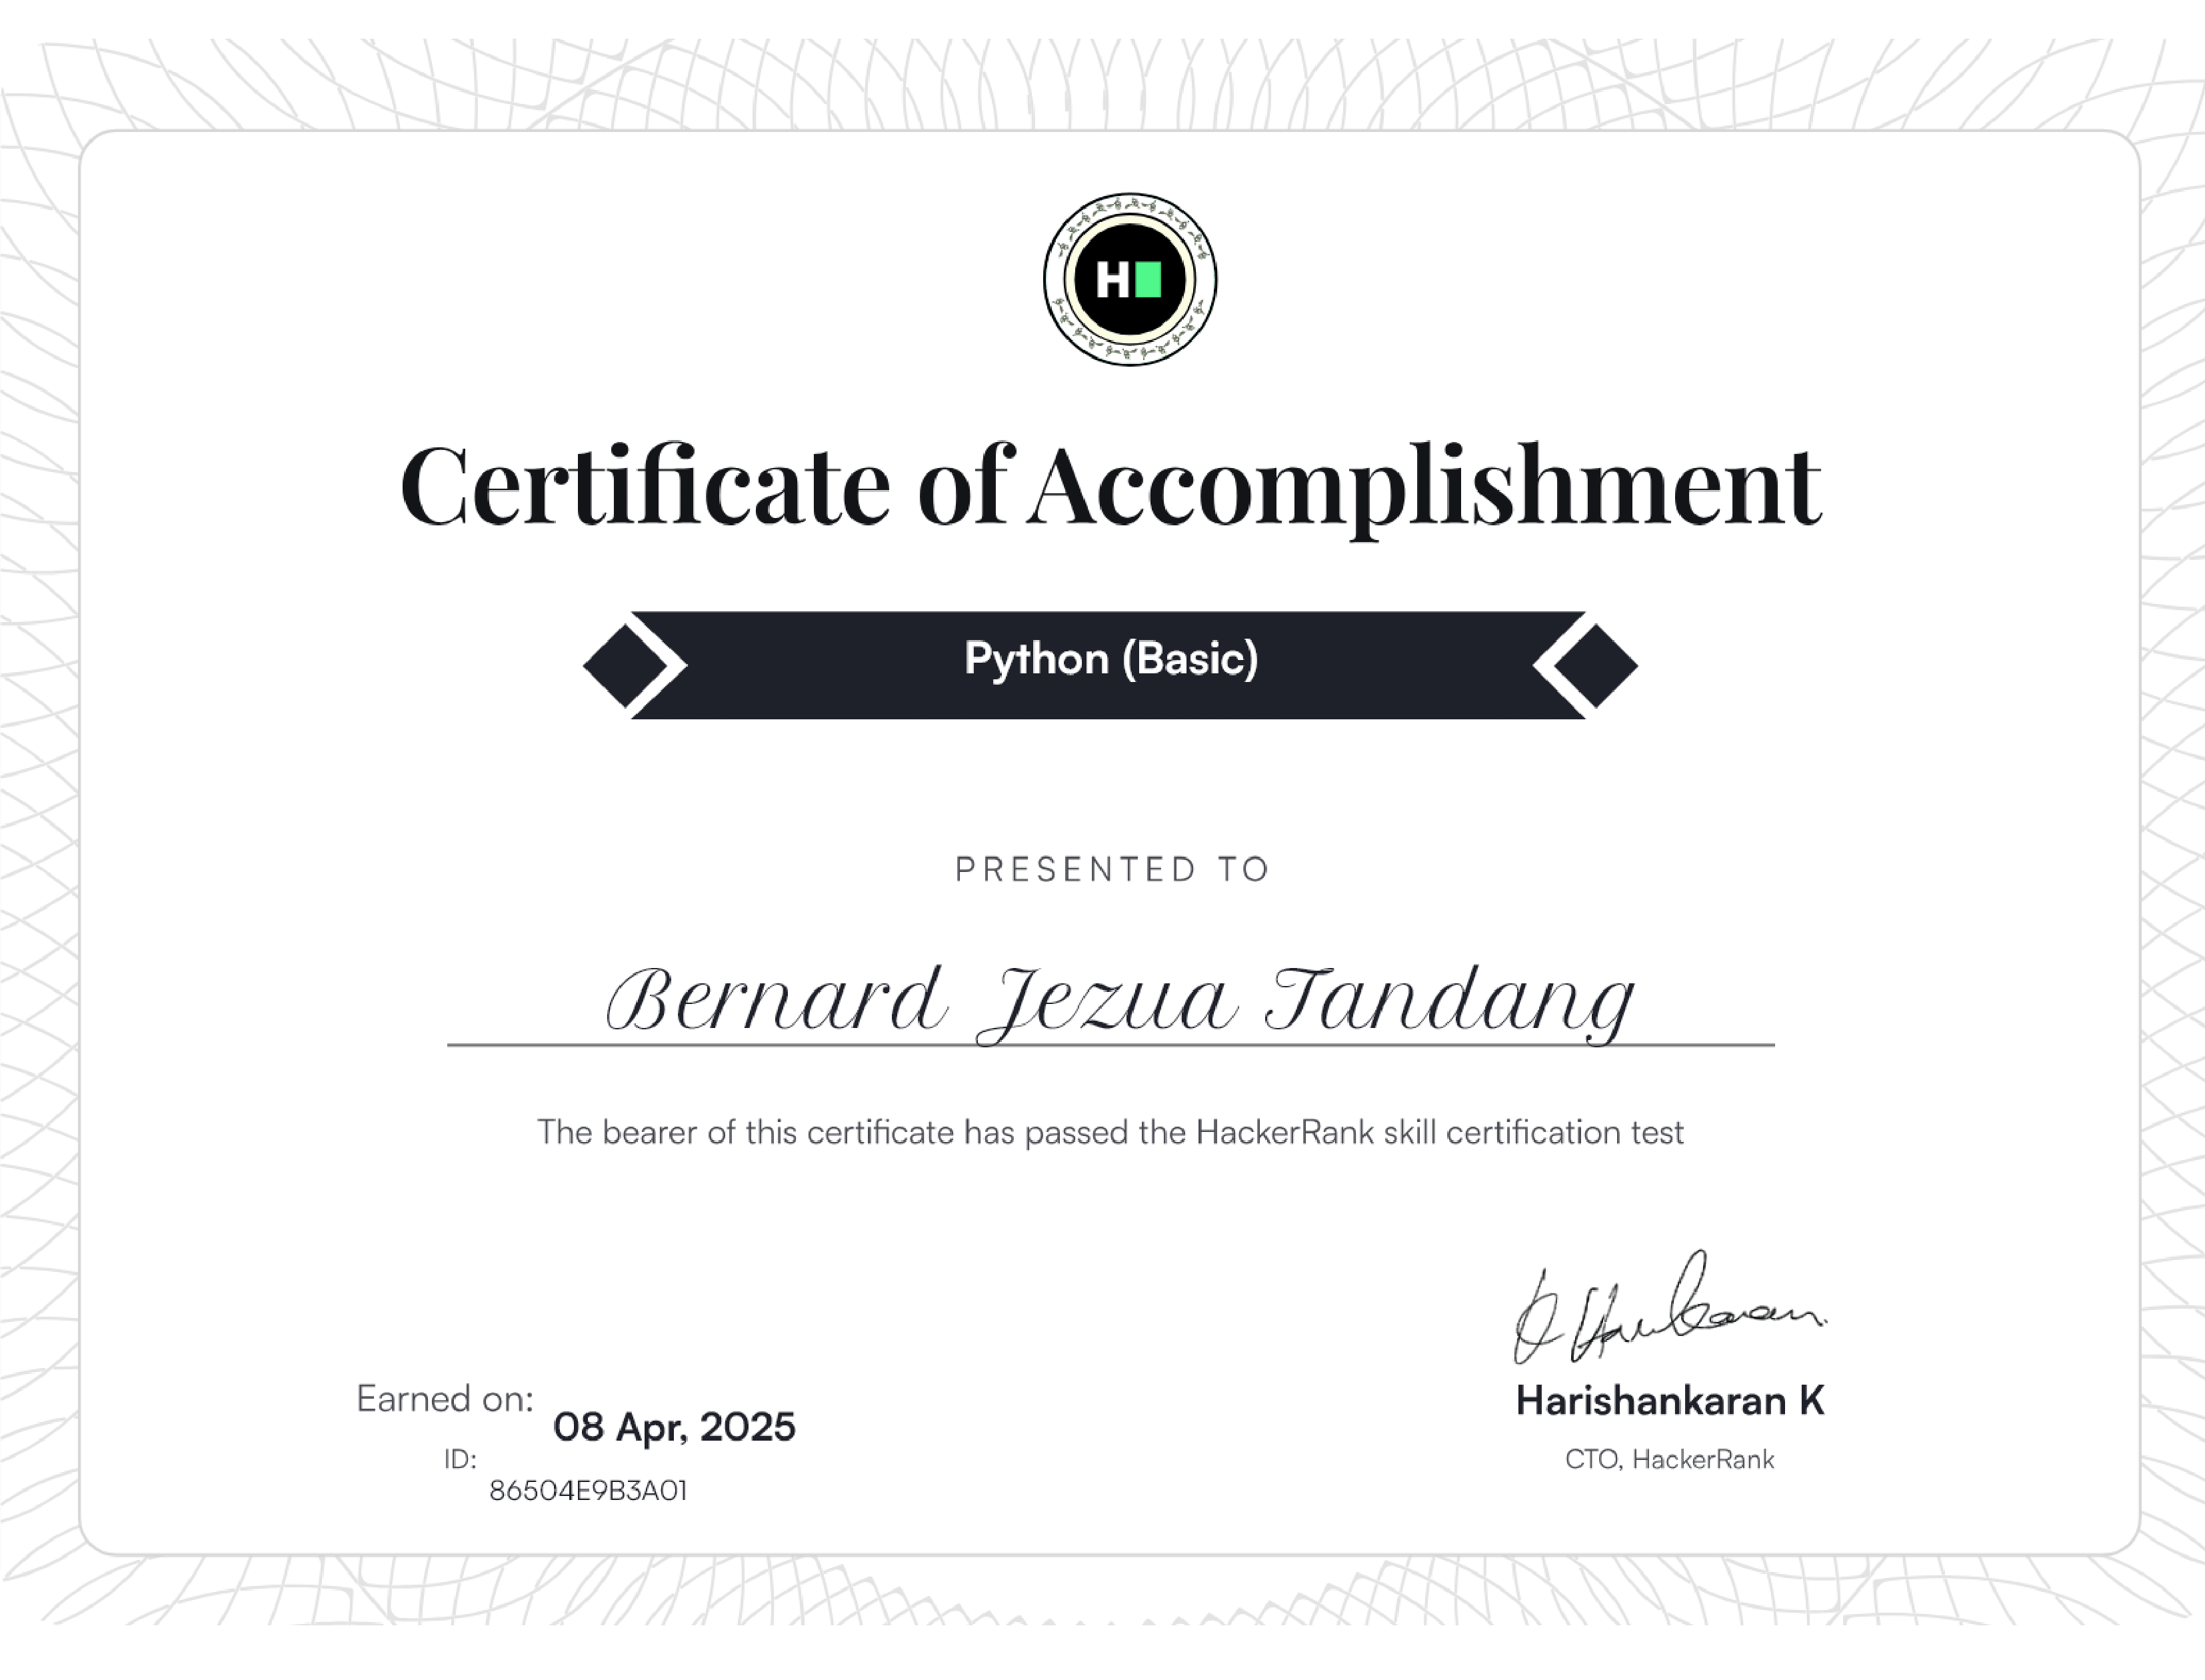 H
Certificate of Accomplishment
Python (Basic)
PRESENTED TO
Bernard Jezua Tandang
The bearer of this certificate has passed the HackerRank skill certification test
Earned on:
08 Apr, 2025
ID:
86504E9B3A01
Harishankaran K
CTO, HackerRank